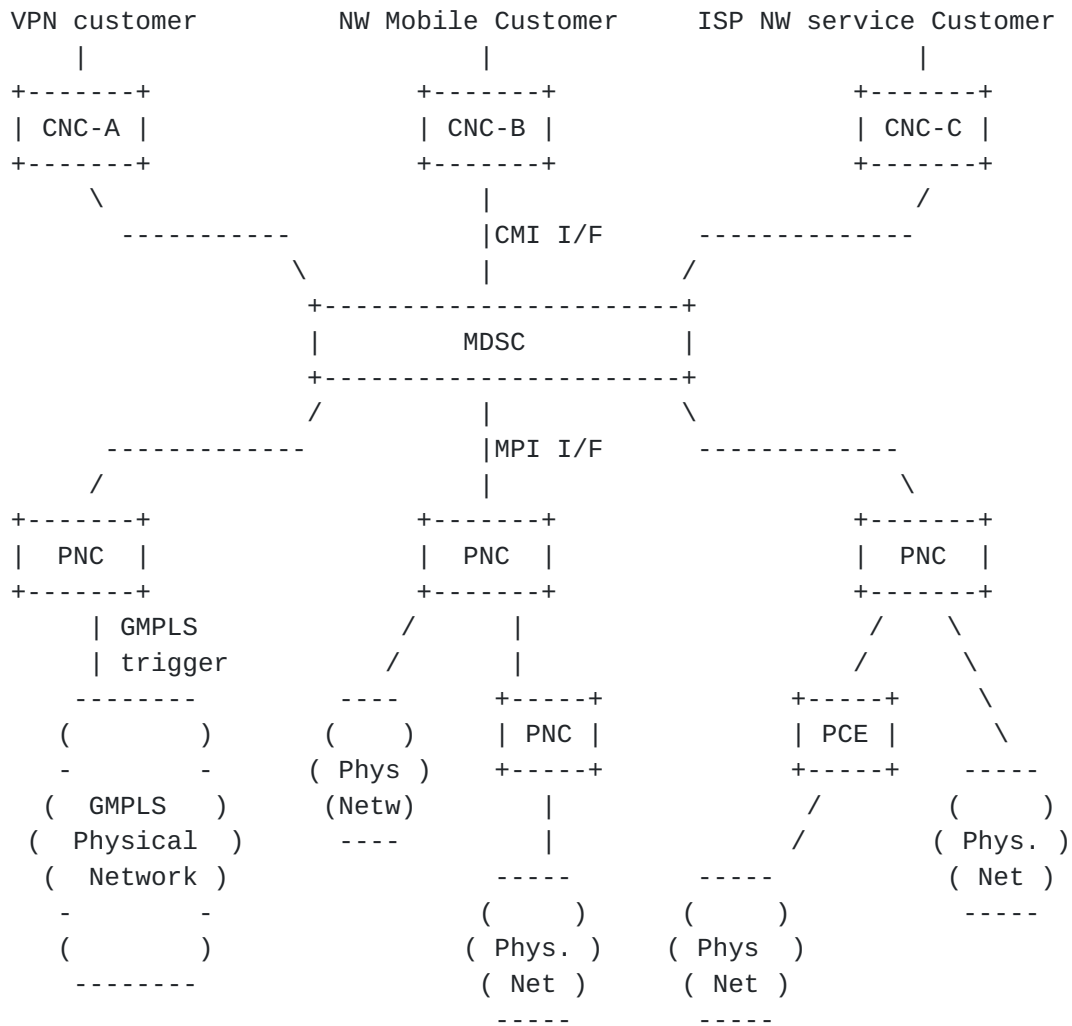 VPN customer NW Mobile Customer ISP NW service Customer
CNC-A CNC-B CNC-C
CMI I/F
MDSC
MPI I/F
PNC PNC PNC
GMPLS
trigger
PNC PCE
( Phys )
GMPLS (Netw)
Physical ( Phys. )
Network ( Net )
( Phys. ) ( Phys )
( Net ) ( Net )